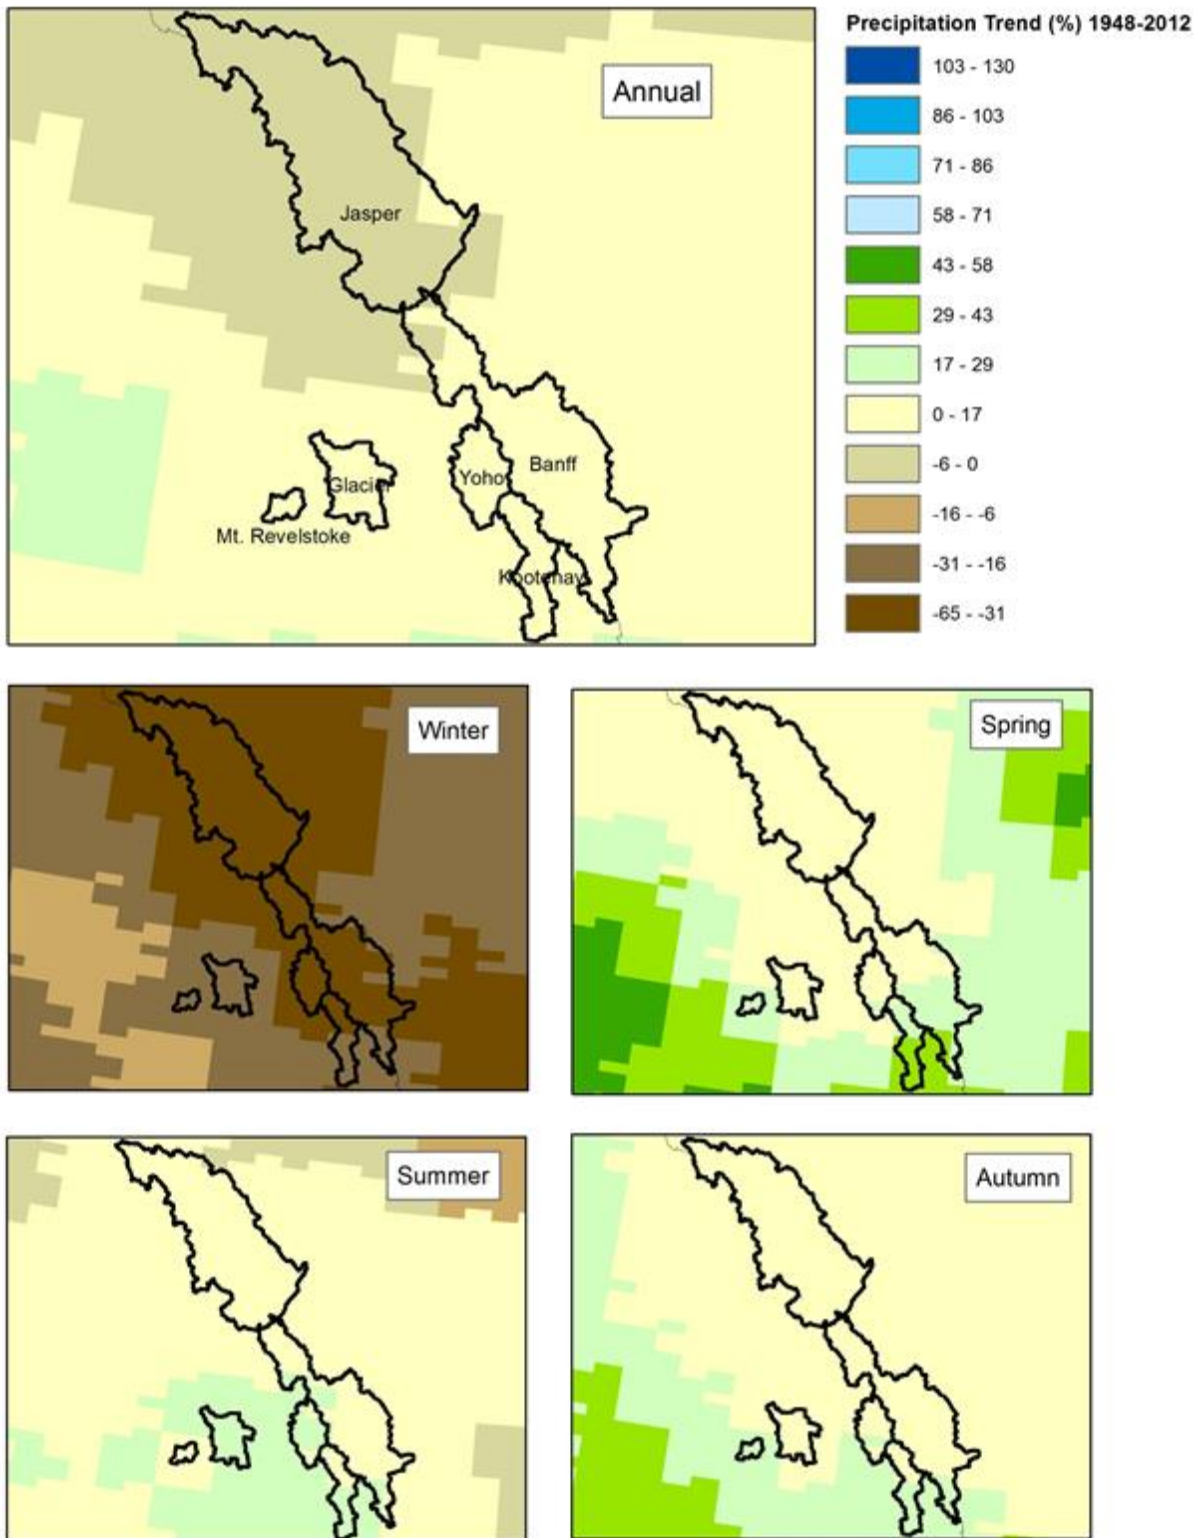 Precipitation Trend (%) 1948-2012
Annual
103 - 130
86 - 103
71 - 86
58 - 71
43 - 58
29 - 43
17 - 29
0 - 17
-6 - 0
-16 - -6
-31 - -16
-65 - -31
Jasper
Banff
Glacier
Yoho
Mt. Revelstoke
Kootenay
Winter
Spring
Summer
Autumn